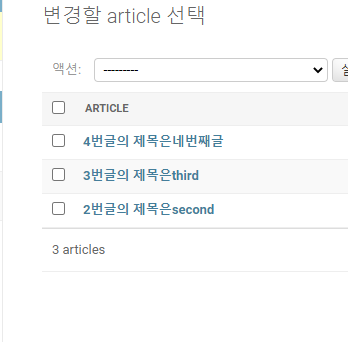 변경할 article 선택
액션: ---------
ARTICLE
4번글의 제목은네번째글
3번글의 제목은third
2번글의 제목은second
3 articles